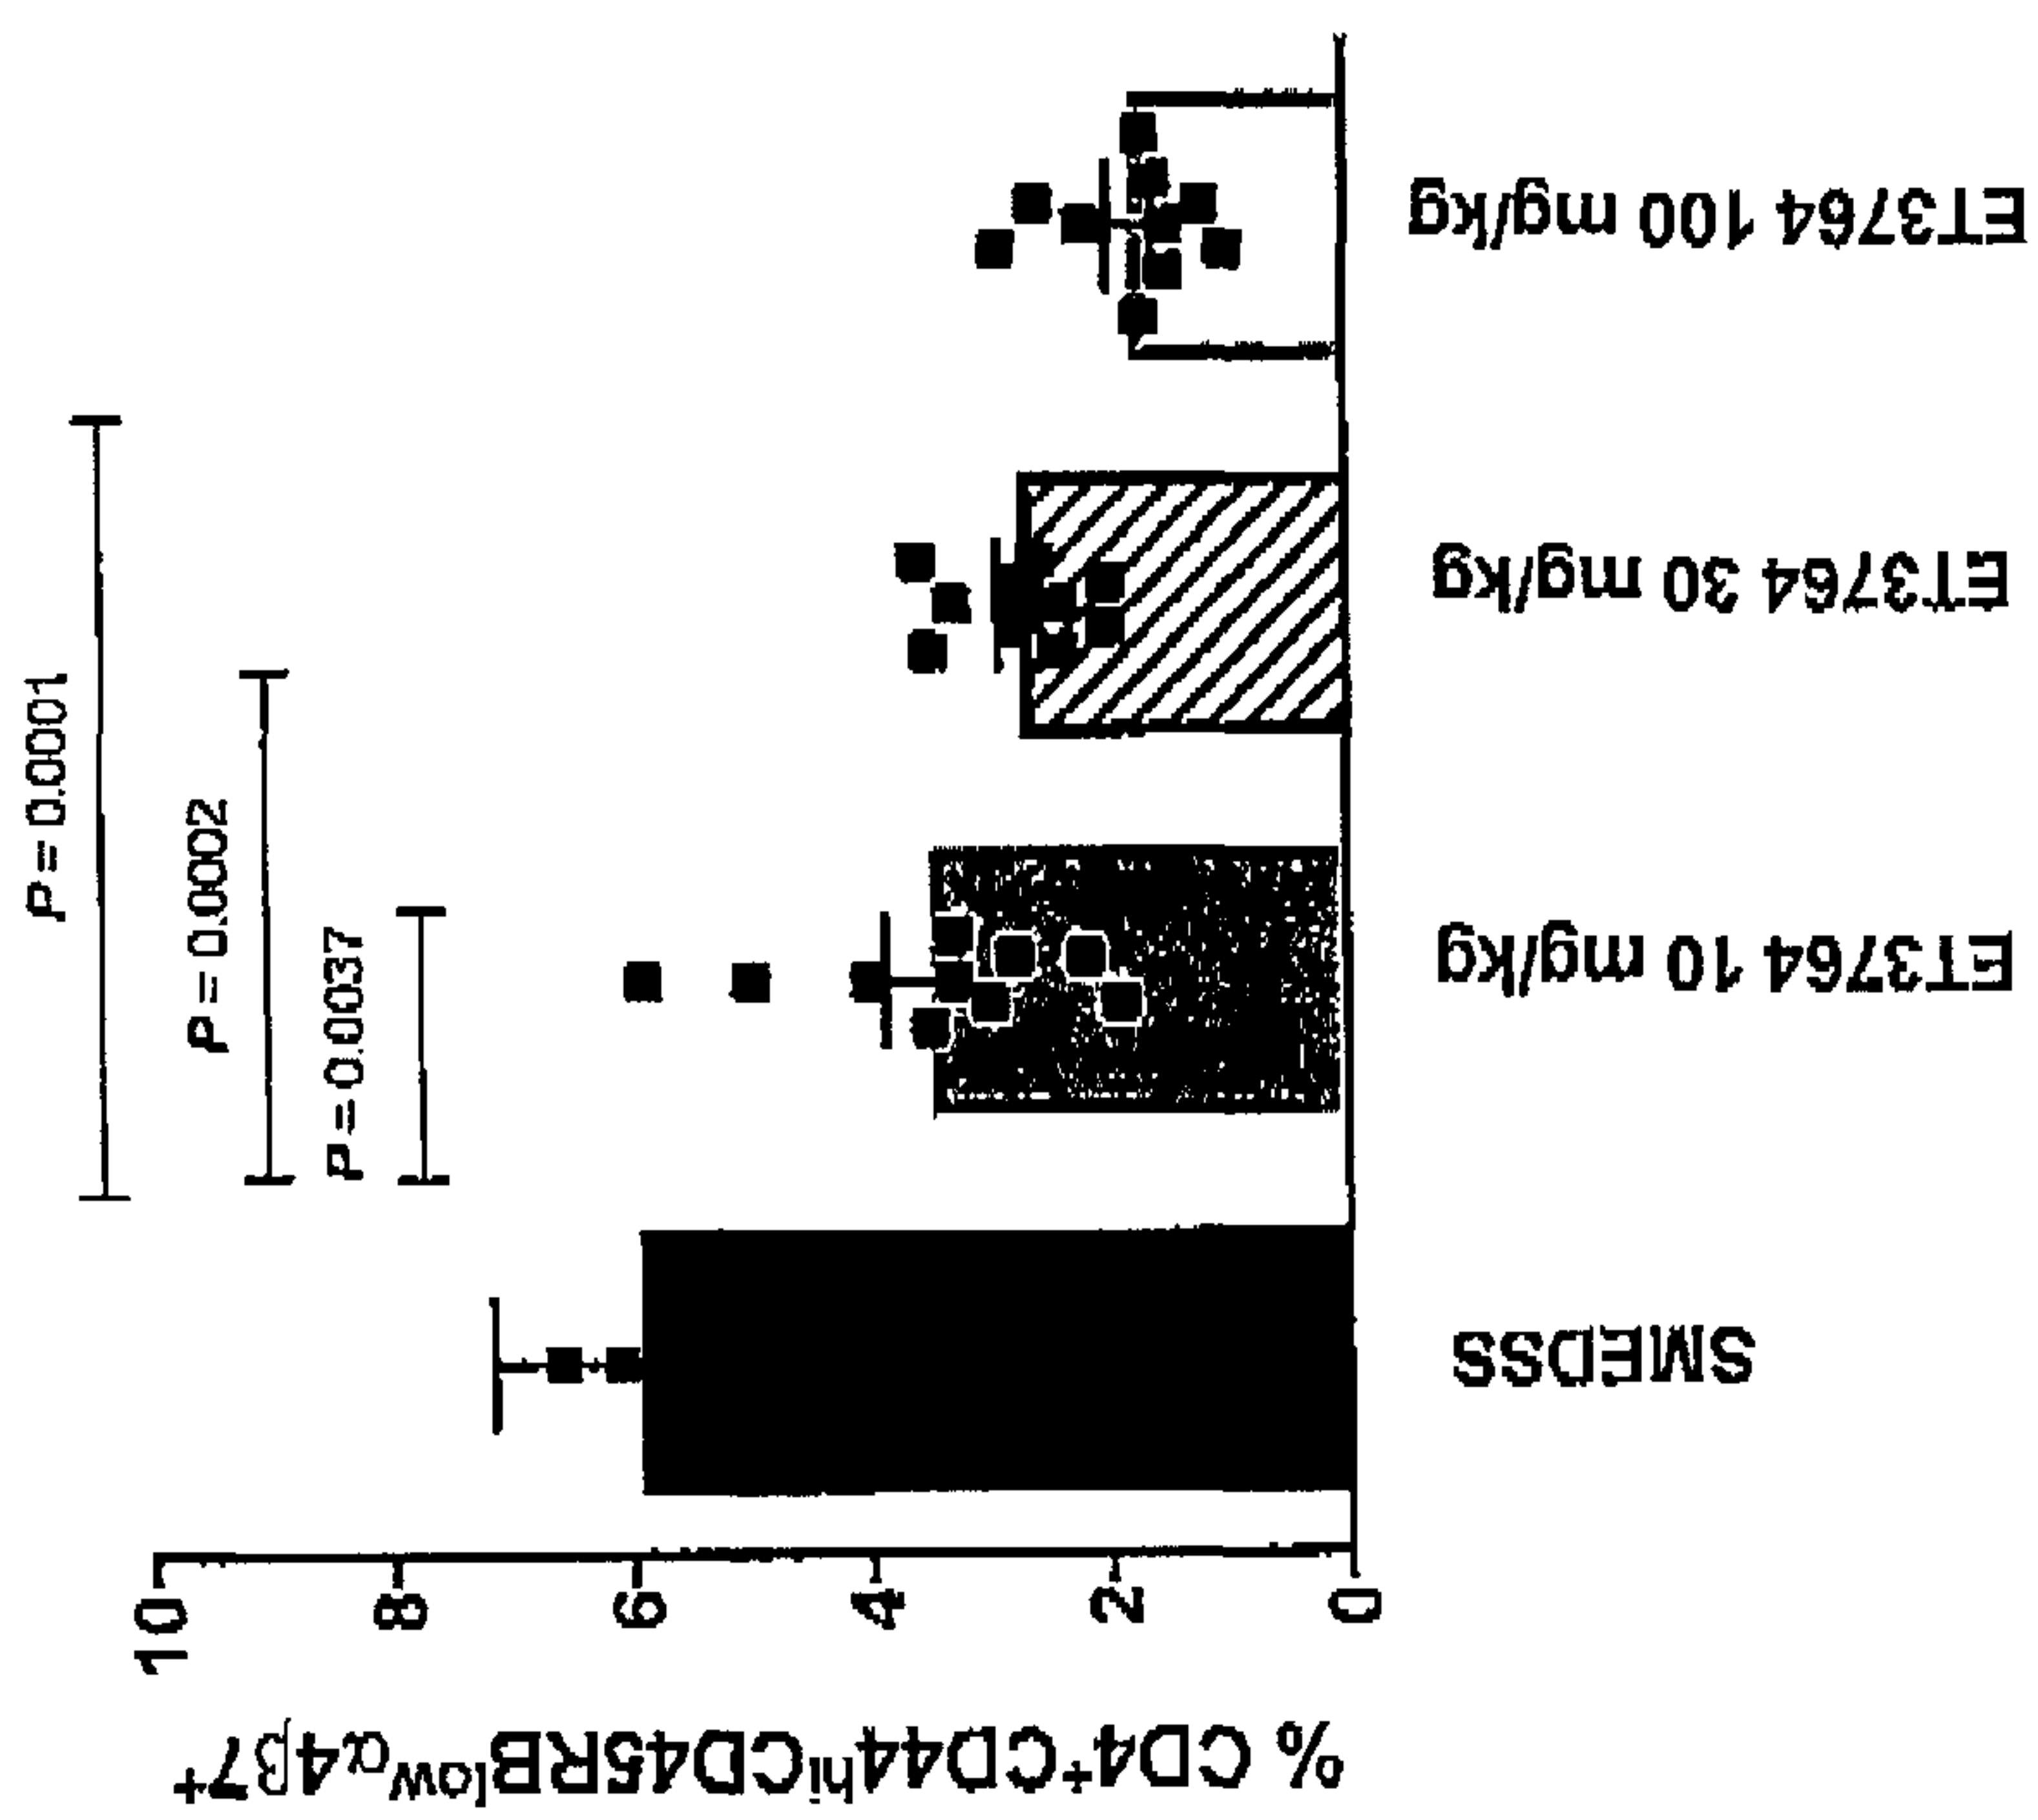 % CD4+CD44hiCD45RBlowα4β7+
10
8
6
4
2
0
P = 0.0001
P = 0.0002
P = 0.0037
SMEDSS
ET3764 10 mg/kg
ET3764 30 mg/kg
ET3764 100 mg/kg